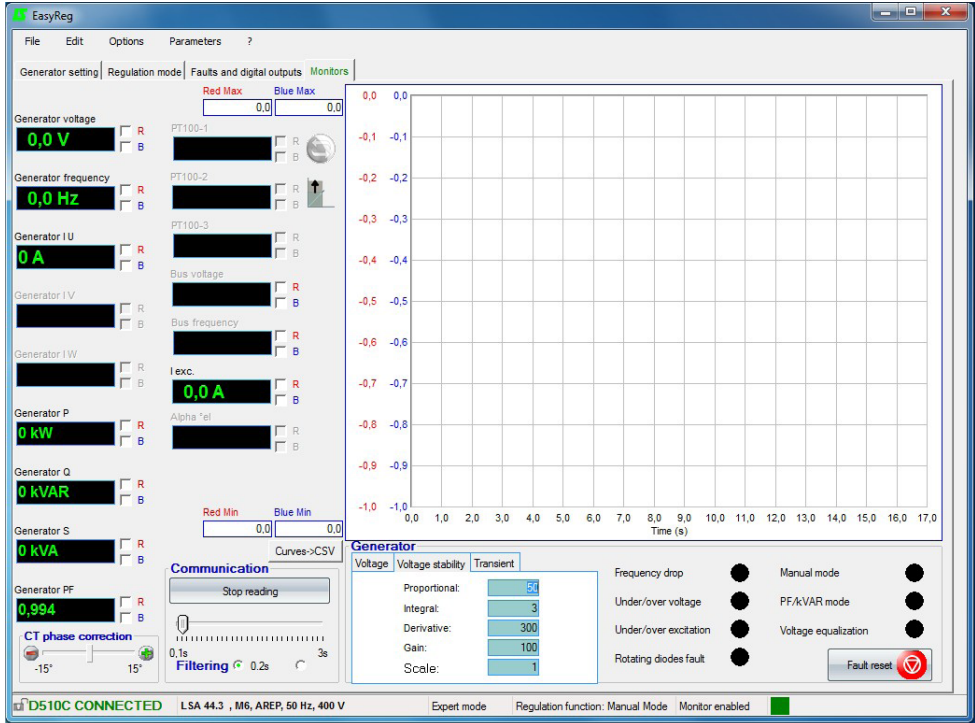 EasyReg
File Edit Options Parameters ?
Generator setting Regulation mode Faults and digital outputs Monitors
Red Max Blue Max
0,0 0,0
Generator voltage
0,0 V
R
B
Generator frequency
0,0 Hz
R
B
Generator I U
0 A
R
B
Generator I V
R
B
Generator I W
R
B
Generator P
0 kW
R
B
Generator Q
0 kVAR
R
B
Generator S
0 kVA
R
B
Generator PF
0,994
R
B
CT phase correction
-15° 15°
PT100-1
R
B
PT100-2
R
B
PT100-3
R
B
Bus voltage
R
B
Bus frequency
R
B
I exc.
0,0 A
R
B
Alpha °el
R
B
Red Min Blue Min
0,0 0,0
Curves->CSV
Communication
Stop reading
0,1s 3s
Filtering 0.2s
0,0 0,0
-0,1 -0,1
-0,2 -0,2
-0,3 -0,3
-0,4 -0,4
-0,5 -0,5
-0,6 -0,6
-0,7 -0,7
-0,8 -0,8
-0,9 -0,9
-1,0 -1,0
0,0 1,0 2,0 3,0 4,0 5,0 6,0 7,0 8,0 9,0 10,0 11,0 12,0 13,0 14,0 15,0 16,0 17,0
Time (s)
Generator
Voltage Voltage stability Transient
Proportional: 50
Integral: 3
Derivative: 300
Gain: 100
Scale: 1
Frequency drop
Under/over voltage
Under/over excitation
Rotating diodes fault
Manual mode
PF/kVAR mode
Voltage equalization
Fault reset
D510C CONNECTED LSA 44.3 , M6, AREP, 50 Hz, 400 V Expert mode Regulation function: Manual Mode Monitor enabled